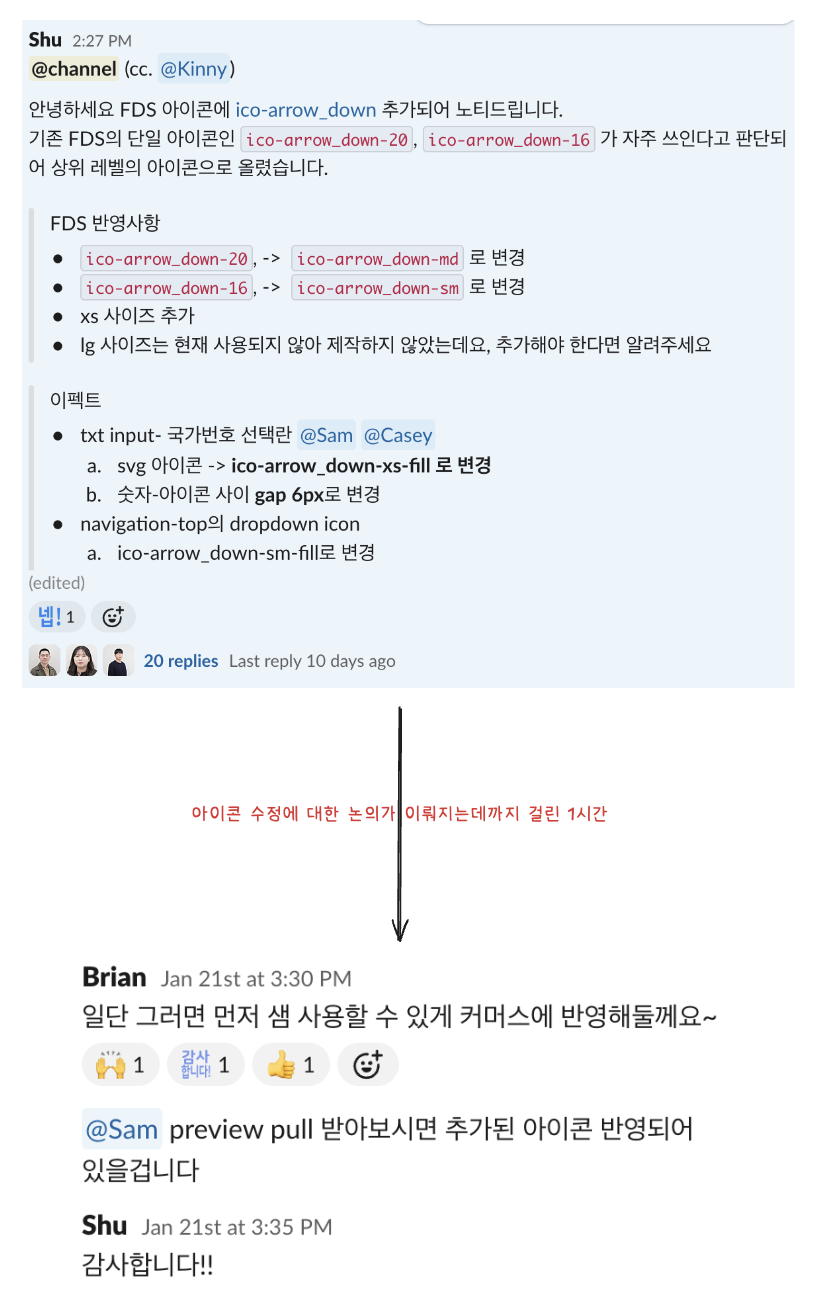 Shu 2:27 PM
@channel (cc. @Kinny)
안녕하세요 FDS 아이콘에 ico-arrow_down 추가되어 노티드립니다.
기존 FDS의 단일 아이콘인 ico-arrow_down-20, ico-arrow_down-16 가 자주 쓰인다고 판단되
어 상위 레벨의 아이콘으로 올렸습니다.
FDS 반영사항
● ico-arrow_down-20, -> ico-arrow_down-md 로 변경
● ico-arrow_down-16, -> ico-arrow_down-sm 로 변경
● xs 사이즈 추가
● lg 사이즈는 현재 사용되지 않아 제작하지 않았는데요, 추가해야 한다면 알려주세요
이펙트
● txt input- 국가번호 선택란 @Sam @Casey
a. svg 아이콘 -> ico-arrow_down-xs-fill 로 변경
b. 숫자-아이콘 사이 gap 6px로 변경
● navigation-top의 dropdown icon
a. ico-arrow_down-sm-fill로 변경
(edited)
넵! 1
20 replies Last reply 10 days ago
아이콘 수정에 대한 논의가 이뤄지는데까지 걸린 1시간
Brian Jan 21st at 3:30 PM
일단 그러면 먼저 샘 사용할 수 있게 커머스에 반영해둘께요~
1 감사합니다! 1 1
@Sam preview pull 받아보시면 추가된 아이콘 반영되어
있을겁니다
Shu Jan 21st at 3:35 PM
감사합니다!!